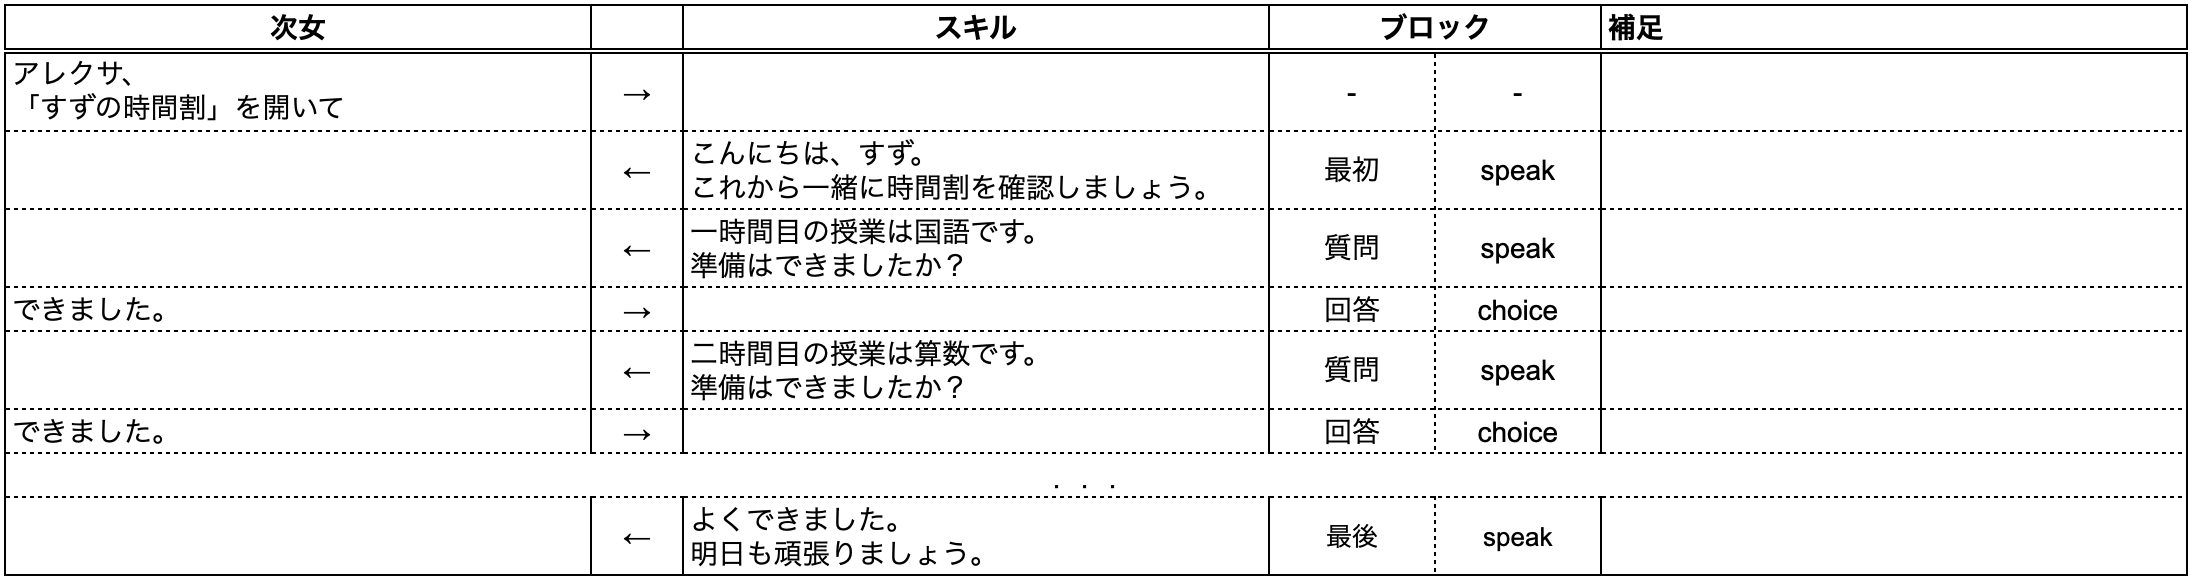 次女 スキル ブロック 補足
アレクサ、
「すずの時間割」を開いて → - -
← こんにちは、すず。
これから一緒に時間割を確認しましょう。 最初 speak
← 一時間目の授業は国語です。
準備はできましたか？ 質問 speak
できました。 → 回答 choice
← 二時間目の授業は算数です。
準備はできましたか？ 質問 speak
できました。 → 回答 choice
．．．
← よくできました。
明日も頑張りましょう。 最後 speak